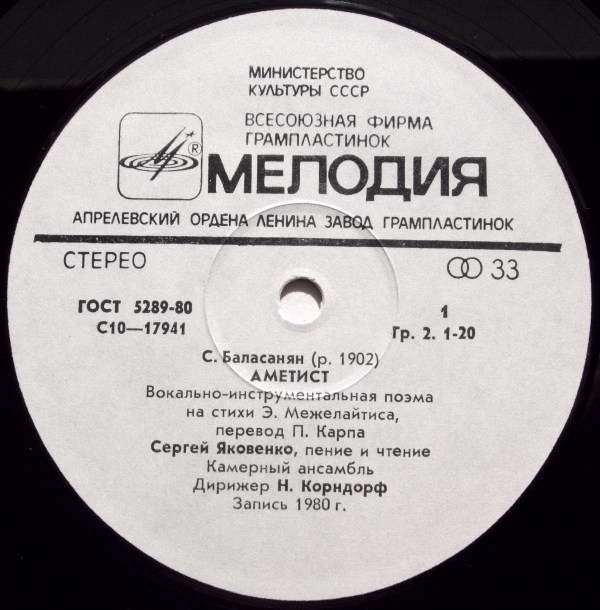 МИНИСТЕРСТВО
КУЛЬТУРЫ СССР
ВСЕСОЮЗНАЯ ФИРМА
ГРАМПЛАСТИНОК
® МЕЛОДИЯ
АПРЕЛЕВСКИЙ ОРДЕНА ЛЕНИНА ЗАВОД ГРАМПЛАСТИНОК
СТЕРЕО 33
ГОСТ 5289-80 1
С10—17941 Гр. 2. 1-20
С. Баласанян (р. 1902)
АМЕТИСТ
Вокально-инструментальная поэма
на стихи Э. Межелайтиса,
перевод П. Карпа
Сергей Яковенко, пение и чтение
Камерный ансамбль
Дирижер Н. Корндорф
Запись 1980 г.